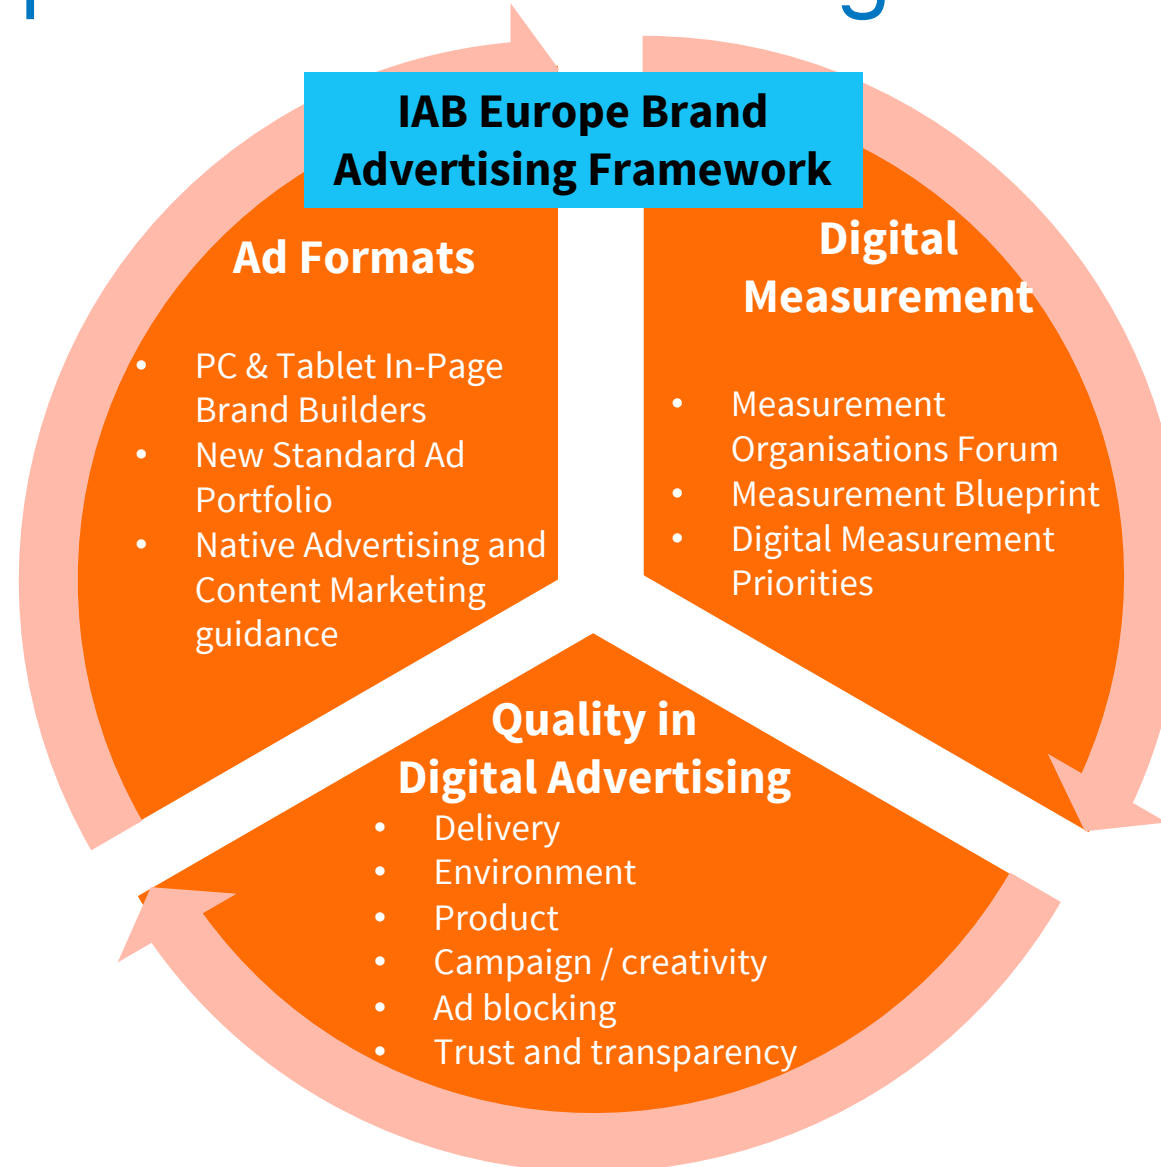 IAB Europe Brand
Advertising Framework
Ad Formats
• PC & Tablet In-Page
Brand Builders
• New Standard Ad
Portfolio
• Native Advertising and
Content Marketing
guidance
Digital
Measurement
• Measurement
Organisations Forum
• Measurement Blueprint
• Digital Measurement
Priorities
Quality in
Digital Advertising
• Delivery
• Environment
• Product
• Campaign / creativity
• Ad blocking
• Trust and transparency